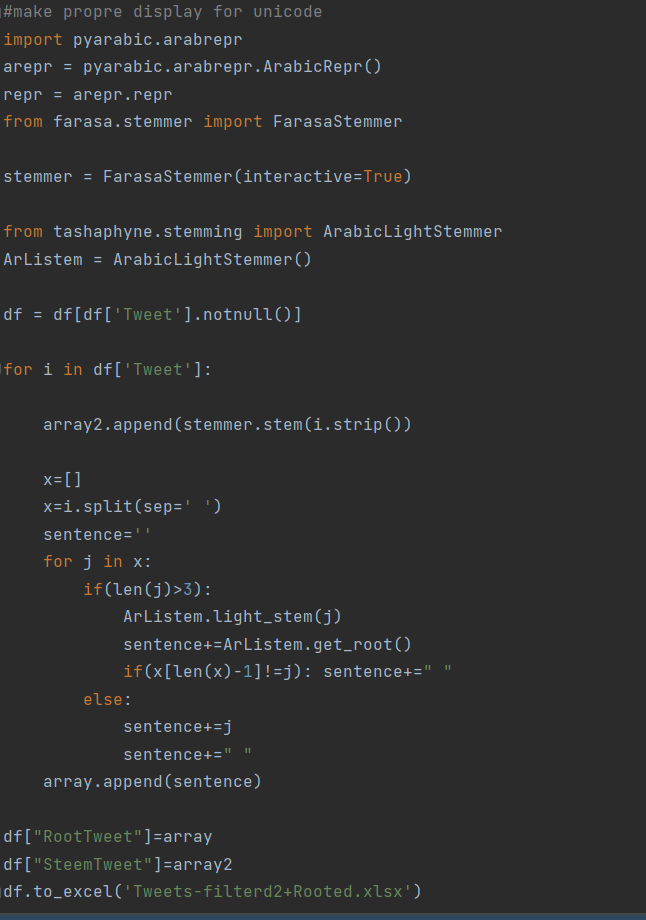 #make propre display for unicode
import pyarabic.arabrepr
arepr = pyarabic.arabrepr.ArabicRepr()
repr = arepr.repr
from farasa.stemmer import FarasaStemmer
stemmer = FarasaStemmer(interactive=True)
from tashaphyne.stemming import ArabicLightStemmer
ArListem = ArabicLightStemmer()
df = df[df['Tweet'].notnull()]
for i in df['Tweet']:
array2.append(stemmer.stem(i.strip())
x=[]
x=i.split(sep=' ')
sentence=''
for j in x:
if(len(j)>3):
ArListem.light_stem(j)
sentence+=ArListem.get_root()
if(x[len(x)-1]!=j): sentence+=" "
else:
sentence+=j
sentence+=" "
array.append(sentence)
df["RootTweet"]=array
df["SteemTweet"]=array2
df.to_excel('Tweets-filterd2+Rooted.xlsx')